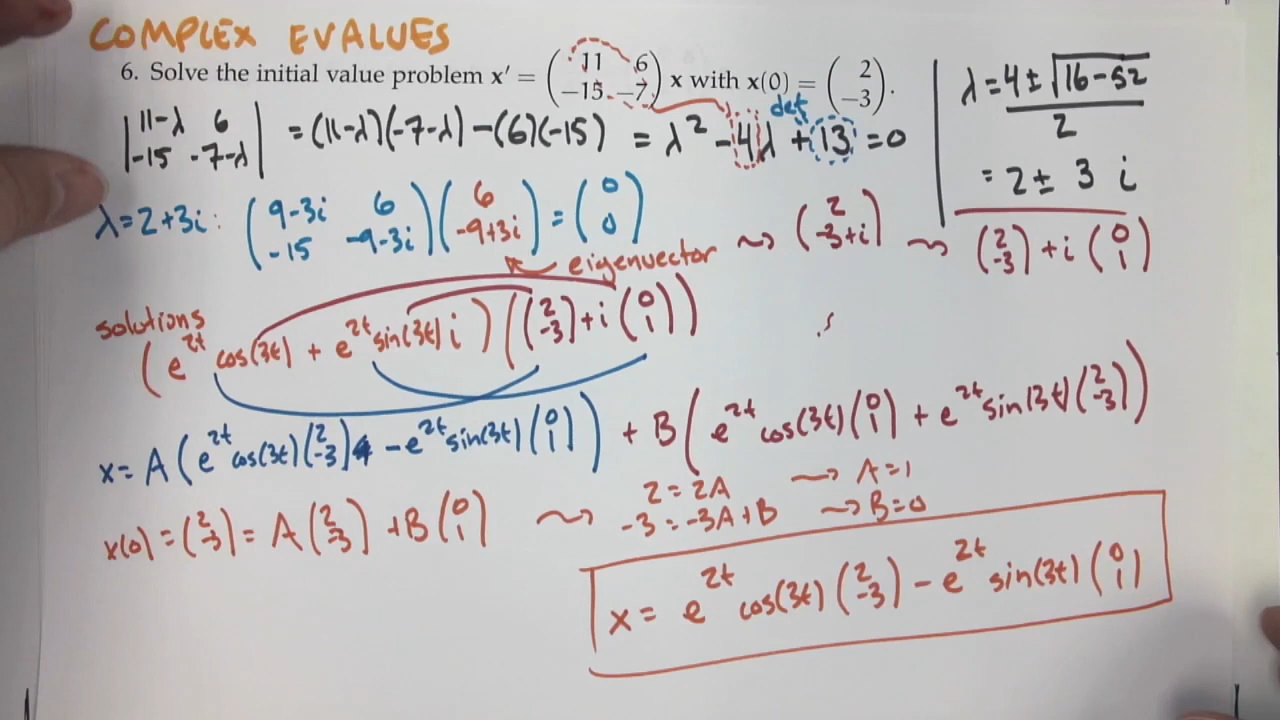 COMPLEX EVALUES
6. Solve the initial value problem x′ = ( 11 6 ; −15 −7 ) x with x(0) = ( 2 ; −3 ).
| 11-λ 6 ; -15 -7-λ | = (11-λ)(-7-λ) - (6)(-15) = λ² - 4λ + 13 = 0
det
λ = (4 ± √(16-52)) / 2
= 2 ± 3 i
λ=2+3i: ( 9-3i 6 ; -15 -9-3i ) ( 6 ; -9+3i ) = ( 0 ; 0 )
eigenvector ⇝ ( 2 ; -3+i ) ⇝ ( 2 ; -3 ) + i ( 0 ; 1 )
solutions
( e^2t cos(3t) + e^2t sin(3t) i ) ( ( 2 ; -3 ) + i ( 0 ; 1 ) )
x = A ( e^2t cos(3t) ( 2 ; -3 ) - e^2t sin(3t) ( 0 ; 1 ) ) + B ( e^2t cos(3t) ( 0 ; 1 ) + e^2t sin(3t) ( 2 ; -3 ) )
x(0) = ( 2 ; -3 ) = A ( 2 ; -3 ) + B ( 0 ; 1 ) ⇝
2 = 2A ⇝ A=1
-3 = -3A+B ⇝ B=0
x = e^2t cos(3t) ( 2 ; -3 ) - e^2t sin(3t) ( 0 ; 1 )